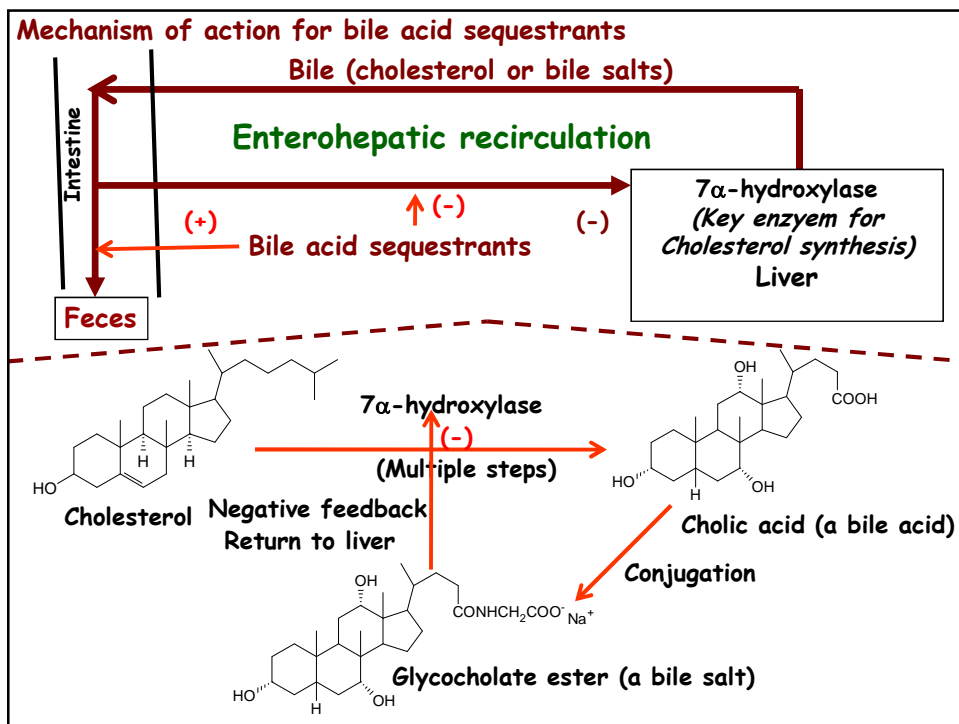 Mechanism of action for bile acid sequestrants
Bile (cholesterol or bile salts)
Intestine
Enterohepatic recirculation
7α-hydroxylase
(Key enzyem for
Cholesterol synthesis)
Liver
(+)
(-)
(-)
Bile acid sequestrants
Feces
7α-hydroxylase
(-)
(Multiple steps)
H
H
HO
Cholesterol
OH
COOH
HO
H
OH
Cholic acid (a bile acid)
Negative feedback
Return to liver
Conjugation
OH
CONHCH₂COO⁻ Na⁺
HO
H
OH
Glycocholate ester (a bile salt)